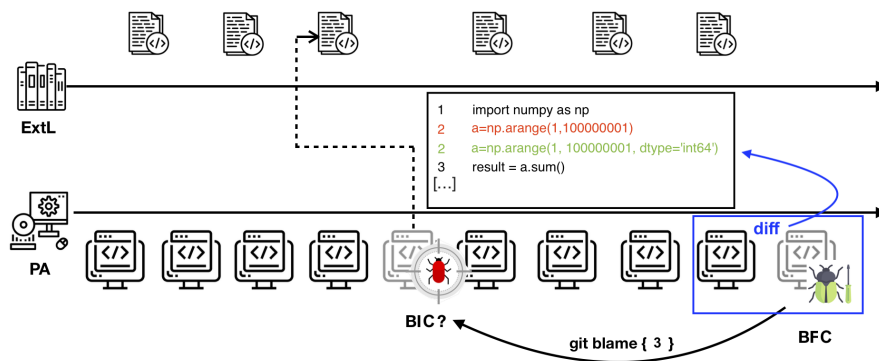 ExtL
1 import numpy as np
2 a=np.arange(1,100000001)
2 a=np.arange(1, 100000001, dtype='int64')
3 result = a.sum()
[...]
PA
diff
</>
</>
</>
</>
</>
</>
</>
</>
</>
</>
BIC?
BFC
git blame { 3 }